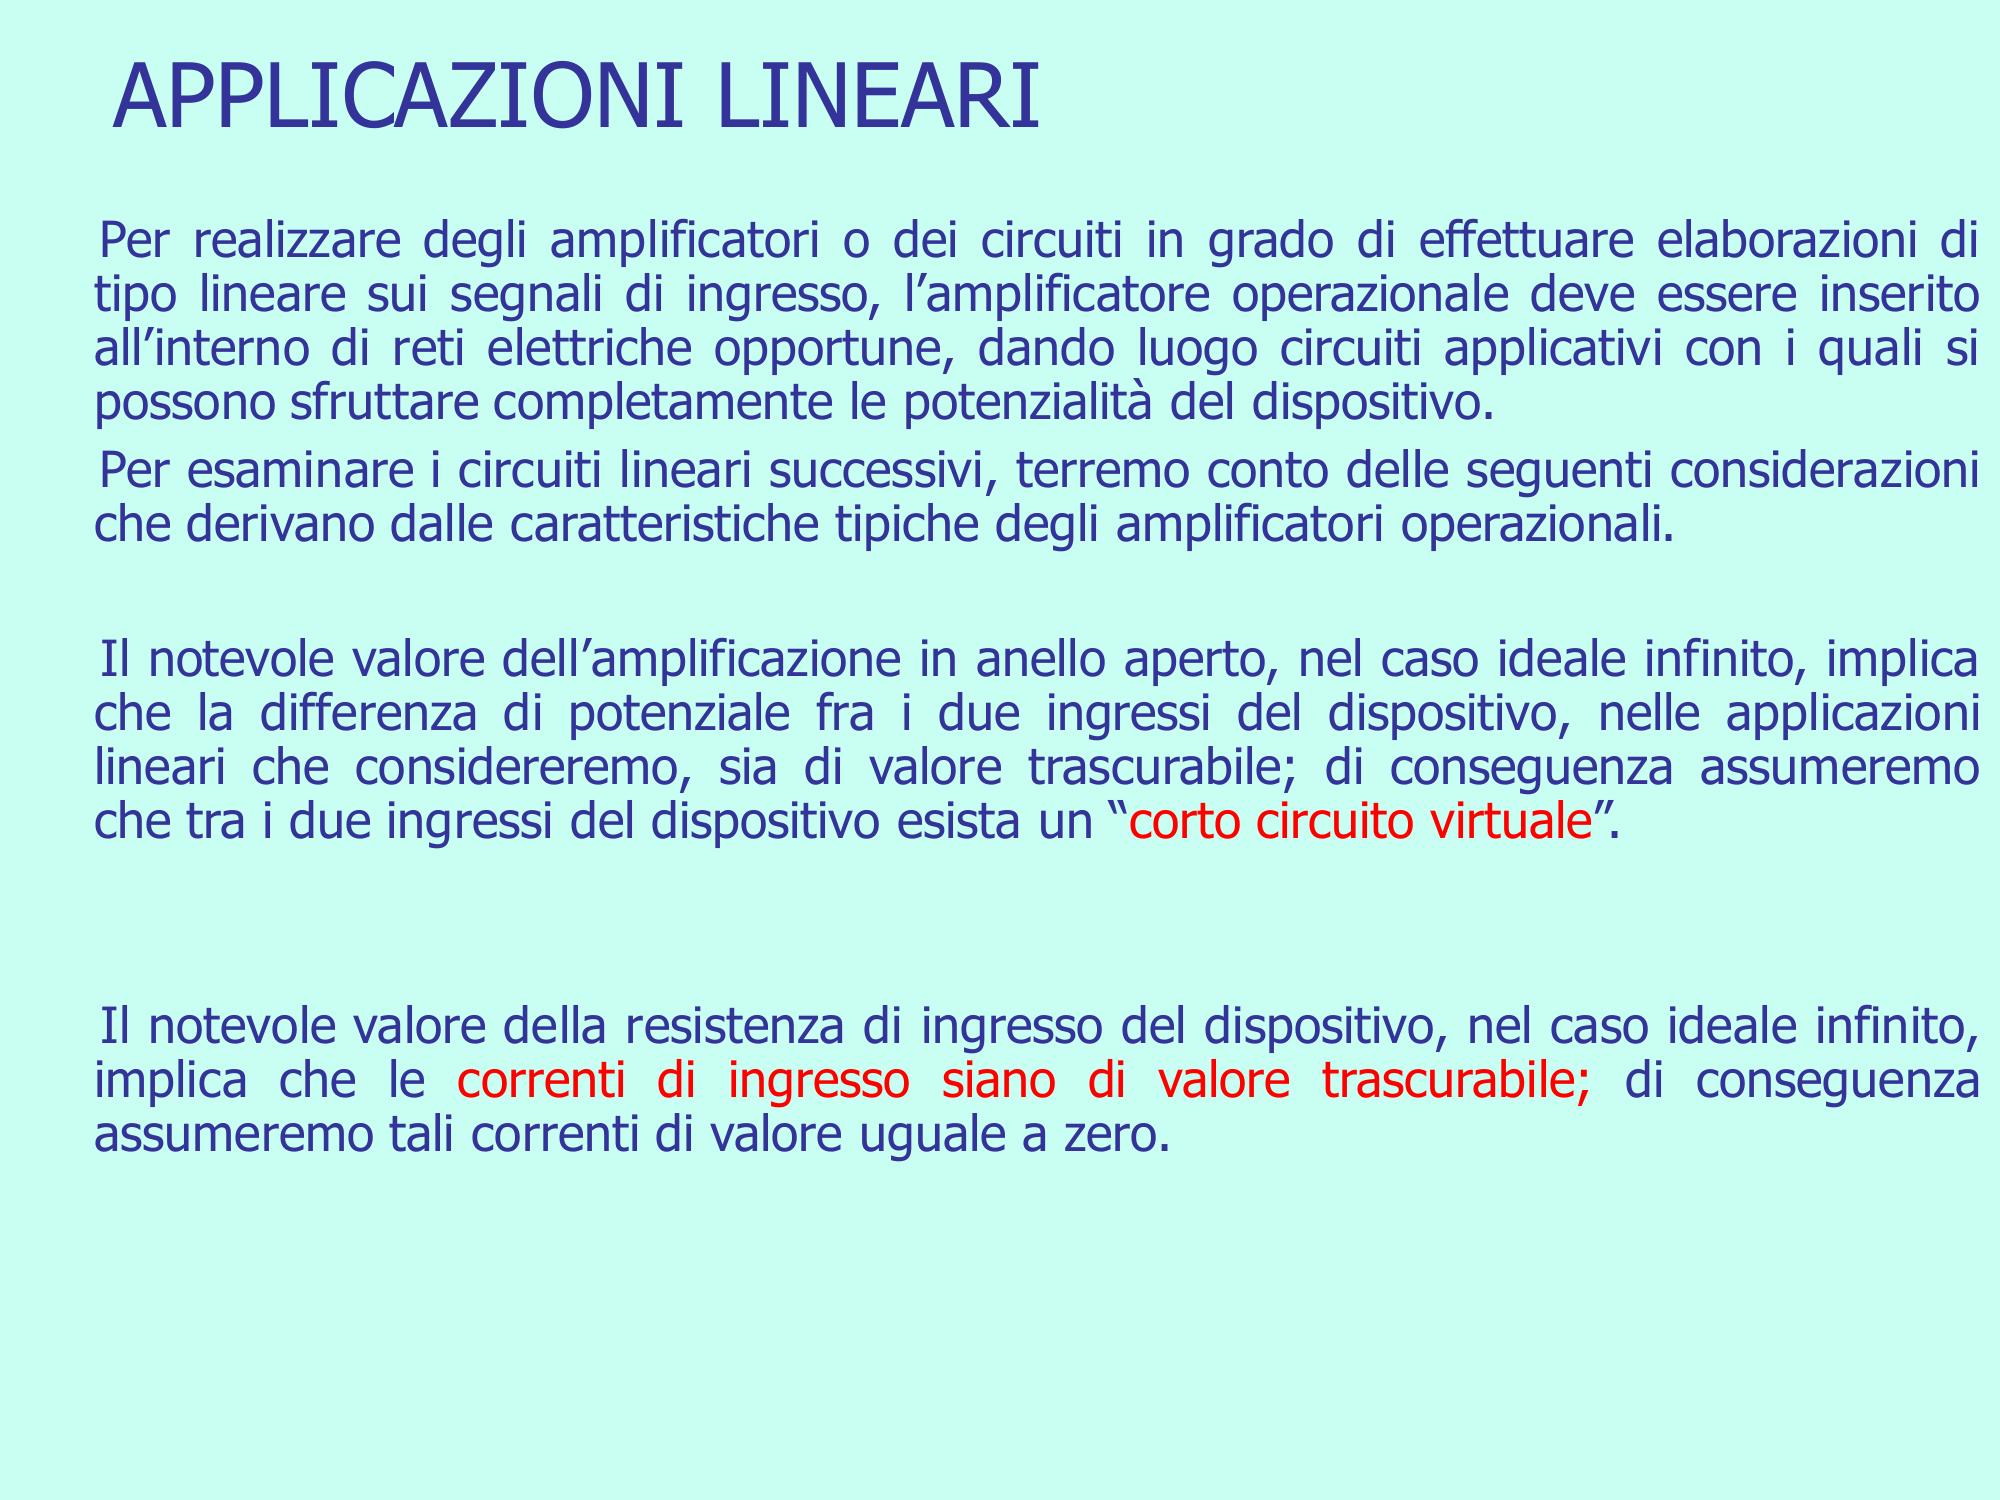 APPLICAZIONI LINEARI
Per realizzare degli amplificatori o dei circuiti in grado di effettuare elaborazioni di
tipo lineare sui segnali di ingresso, l’amplificatore operazionale deve essere inserito
all’interno di reti elettriche opportune, dando luogo circuiti applicativi con i quali si
possono sfruttare completamente le potenzialità del dispositivo.
Per esaminare i circuiti lineari successivi, terremo conto delle seguenti considerazioni
che derivano dalle caratteristiche tipiche degli amplificatori operazionali.
Il notevole valore dell’amplificazione in anello aperto, nel caso ideale infinito, implica
che la differenza di potenziale fra i due ingressi del dispositivo, nelle applicazioni
lineari che considereremo, sia di valore trascurabile; di conseguenza assumeremo
che tra i due ingressi del dispositivo esista un “corto circuito virtuale”.
Il notevole valore della resistenza di ingresso del dispositivo, nel caso ideale infinito,
implica che le correnti di ingresso siano di valore trascurabile; di conseguenza
assumeremo tali correnti di valore uguale a zero.